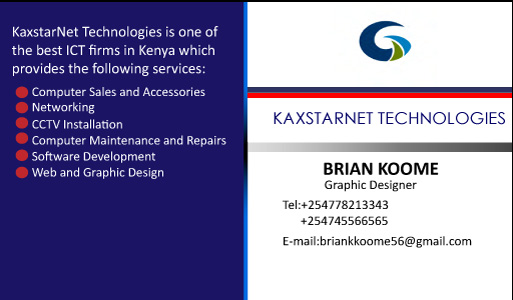 KaxstarNet Technologies is one of
the best ICT firms in Kenya which
provides the following services:
Computer Sales and Accessories
Networking
CCTV Installation
Computer Maintenance and Repairs
Software Development
Web and Graphic Design
KAXSTARNET TECHNOLOGIES
BRIAN KOOME
Graphic Designer
Tel:+254778213343
+254745566565
E-mail:briankkoome56@gmail.com